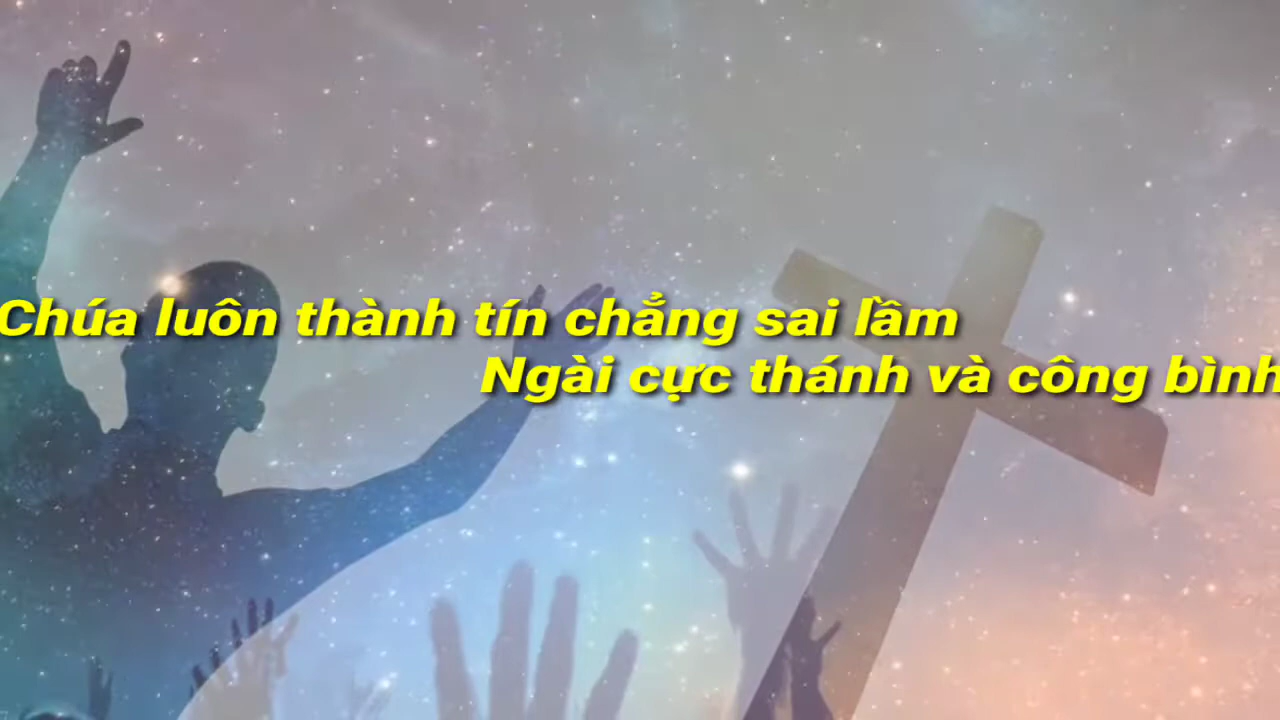 Chúa luôn thành tín chẳng sai lầm
Ngài cực thánh và công bình